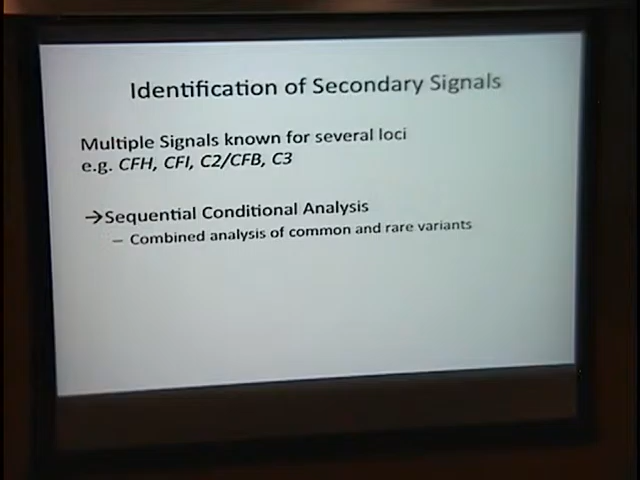 Identification of Secondary Signals
Multiple Signals known for several loci
e.g. CFH, CFI, C2/CFB, C3
→Sequential Conditional Analysis
– Combined analysis of common and rare variants